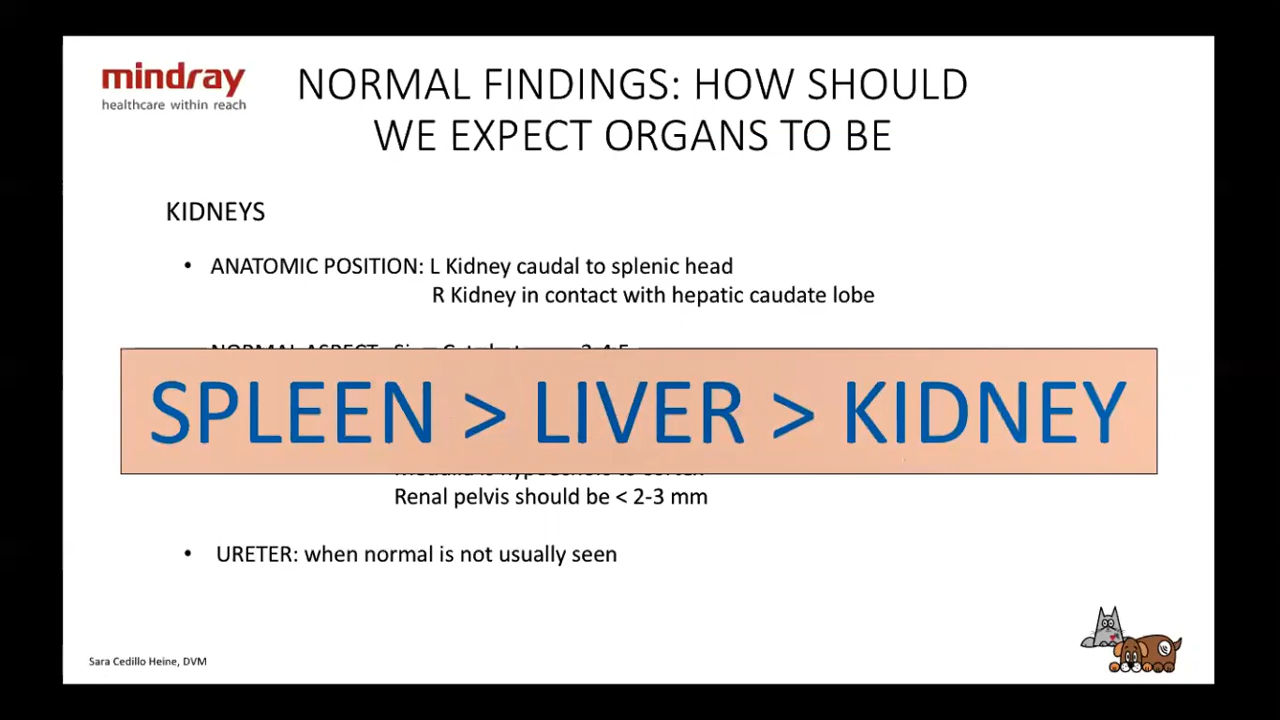 mindray
healthcare within reach
NORMAL FINDINGS: HOW SHOULD
WE EXPECT ORGANS TO BE
KIDNEYS
• ANATOMIC POSITION: L Kidney caudal to splenic head
R Kidney in contact with hepatic caudate lobe
NORMAL ASPECT:
SPLEEN > LIVER > KIDNEY
Renal pelvis should be < 2-3 mm
• URETER: when normal is not usually seen
Sara Cedillo Heine, DVM